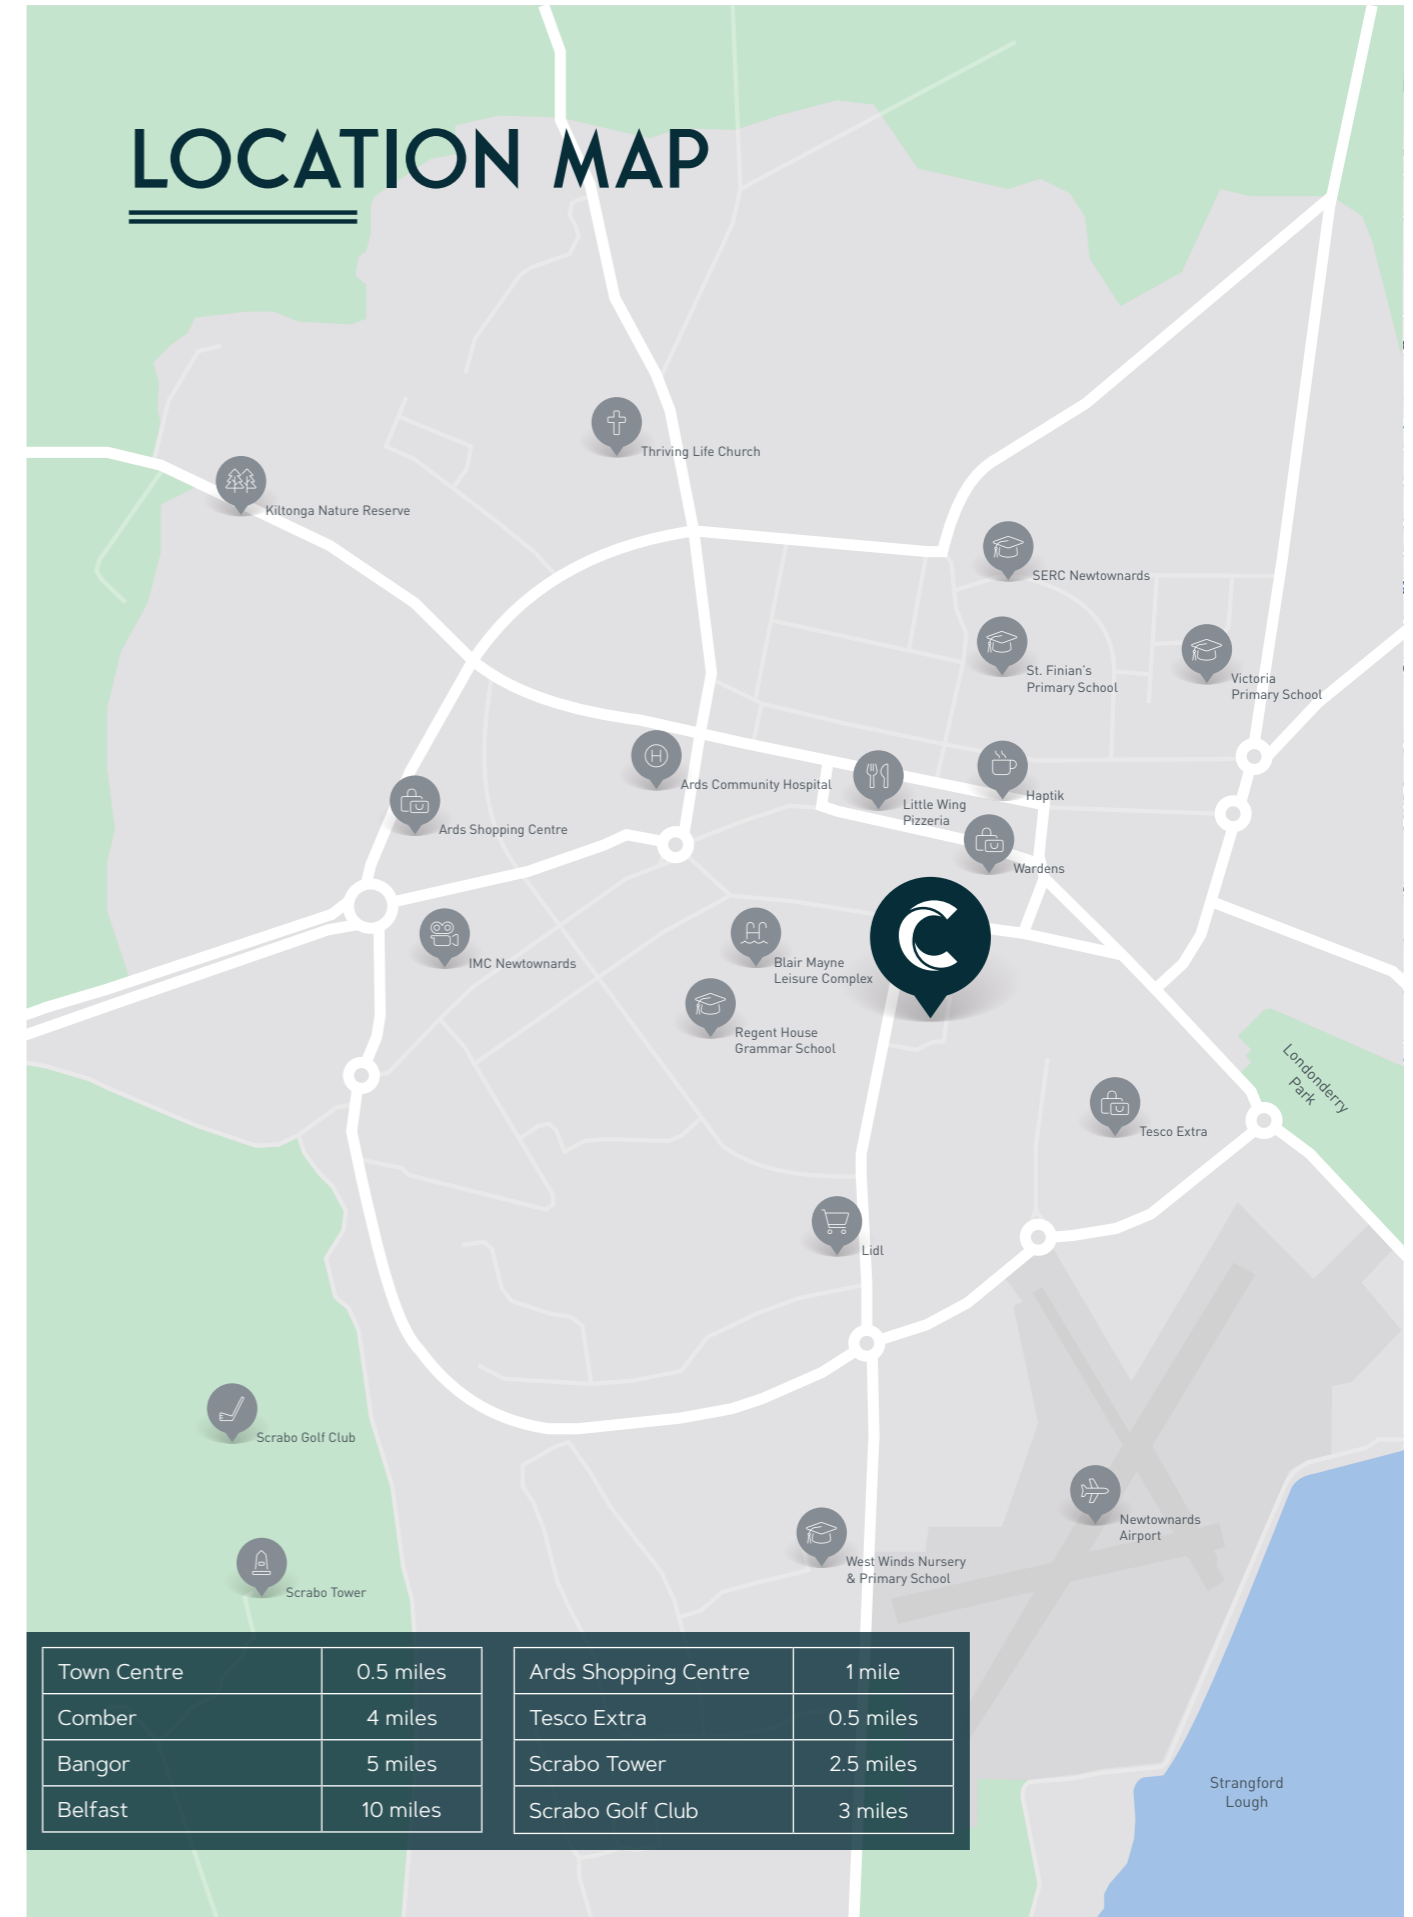 LOCATION MAP
Thriving Life Church
Kiltonga Nature Reserve
SERC Newtownards
St. Finian's
Primary School
Victoria
Primary School
Ards Community Hospital
Little Wing
Pizzeria
Haptik
Ards Shopping Centre
Wardens
IMC Newtownards
Blair Mayne
Leisure Complex
Regent House
Grammar School
Londonderry
Park
Tesco Extra
Lidl
Scrabo Golf Club
Newtownards
Airport
West Winds Nursery
& Primary School
Scrabo Tower
Town Centre 0.5 miles
Comber 4 miles
Bangor 5 miles
Belfast 10 miles
Ards Shopping Centre 1 mile
Tesco Extra 0.5 miles
Scrabo Tower 2.5 miles
Scrabo Golf Club 3 miles
Strangford
Lough